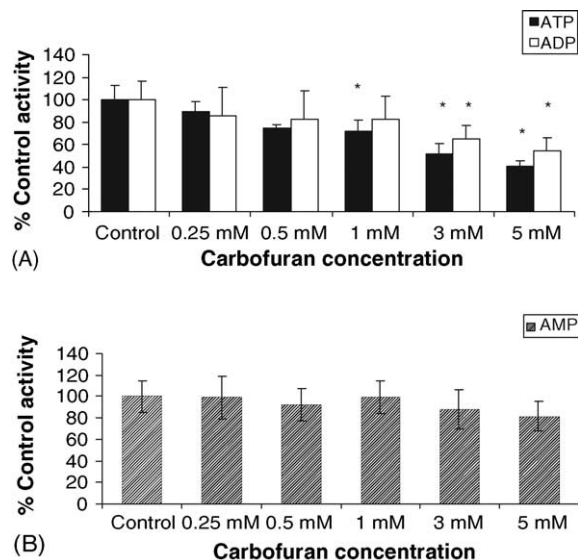 ATP
ADP
140
120
100
80
60
40
20
0
% Control activity
* * * * *
Control 0.25 mM 0.5 mM 1 mM 3 mM 5 mM
(A)
Carbofuran concentration
AMP
140
120
100
80
60
40
20
0
% Control activity
Control 0.25 mM 0.5 mM 1 mM 3 mM 5 mM
(B)
Carbofuran concentration